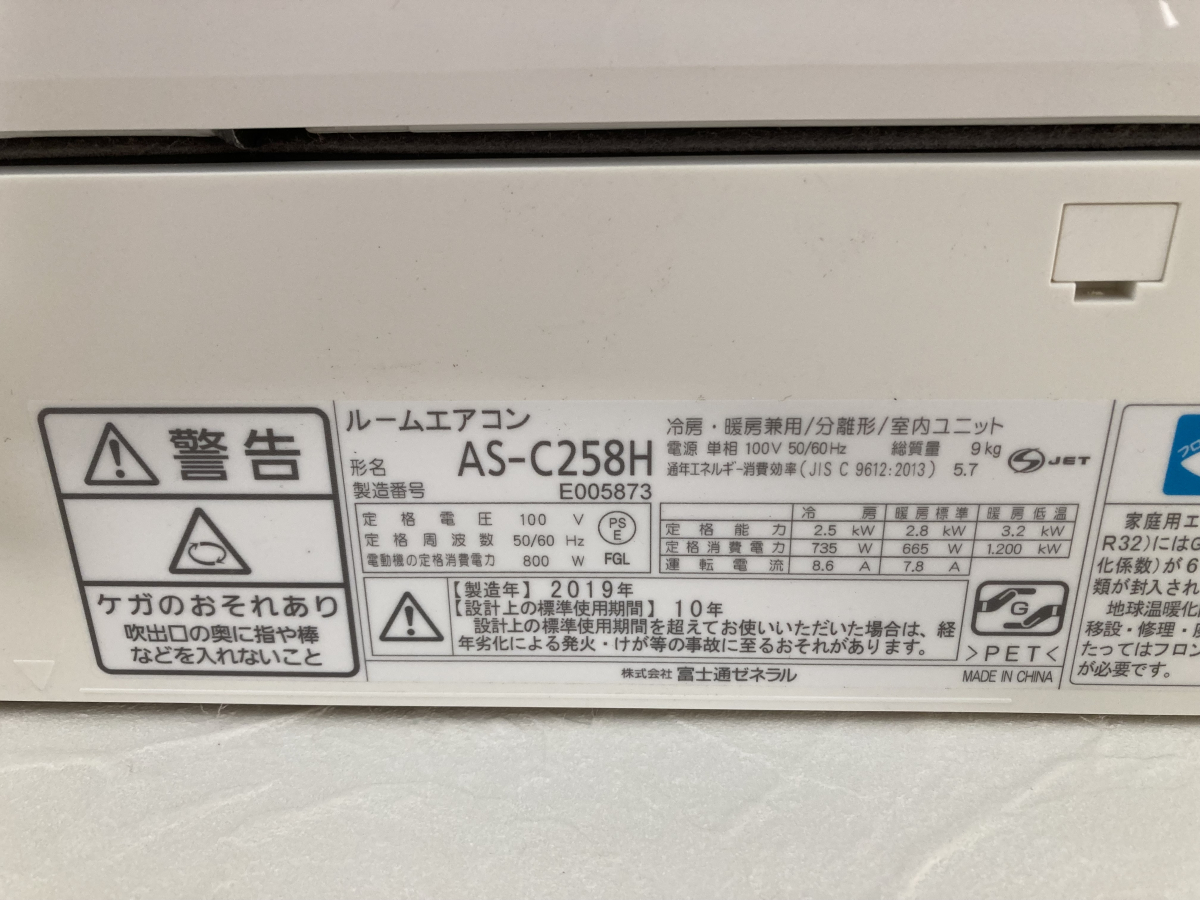 警告
ケガのおそれあり
吹出口の奥に指や棒
などを入れないこと
ルームエアコン
形名 AS-C258H
製造番号 E005873
冷房・暖房兼用/分離形/室内ユニット
電源 単相 100V 50/60Hz 総質量 9kg
通年エネルギー消費効率(JIS C 9612:2013) 5.7
JET
定格電圧 100 V
定格周波数 50/60 Hz
電動機の定格消費電力 800 W
PS
E
FGL
冷房 暖房標準 暖房低温
定格能力 2.5 kW 2.8 kW 3.2 kW
定格消費電力 735 W 665 W 1.200 kW
運転電流 8.6 A 7.8 A
【製造年】2019年
【設計上の標準使用期間】10年
設計上の標準使用期間を超えてお使いいただいた場合は、経
年劣化による発火・けが等の事故に至るおそれがあります。
G
>PET<
株式会社 富士通ゼネラル
MADE IN CHINA
フロ
家庭用エ
R32)にはG
化係数)が6
類が封入され
地球温暖化
移設・修理・
たってはフロン
が必要です。